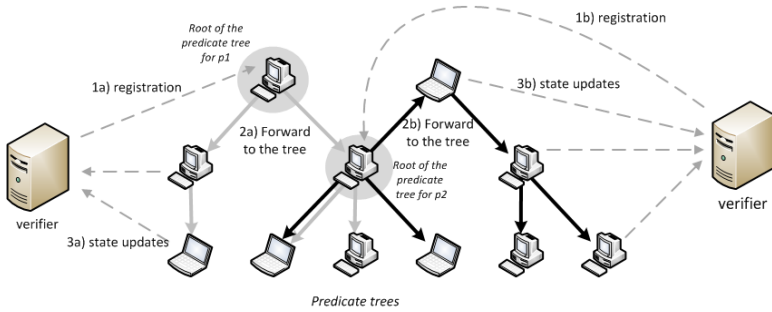 Root of the
predicate tree
for p1
1b) registration
1a) registration
3b) state updates
2a) Forward
to the tree
2b) Forward
to the tree
Root of the
predicate
tree for p2
verifier
verifier
3a) state updates
Predicate trees